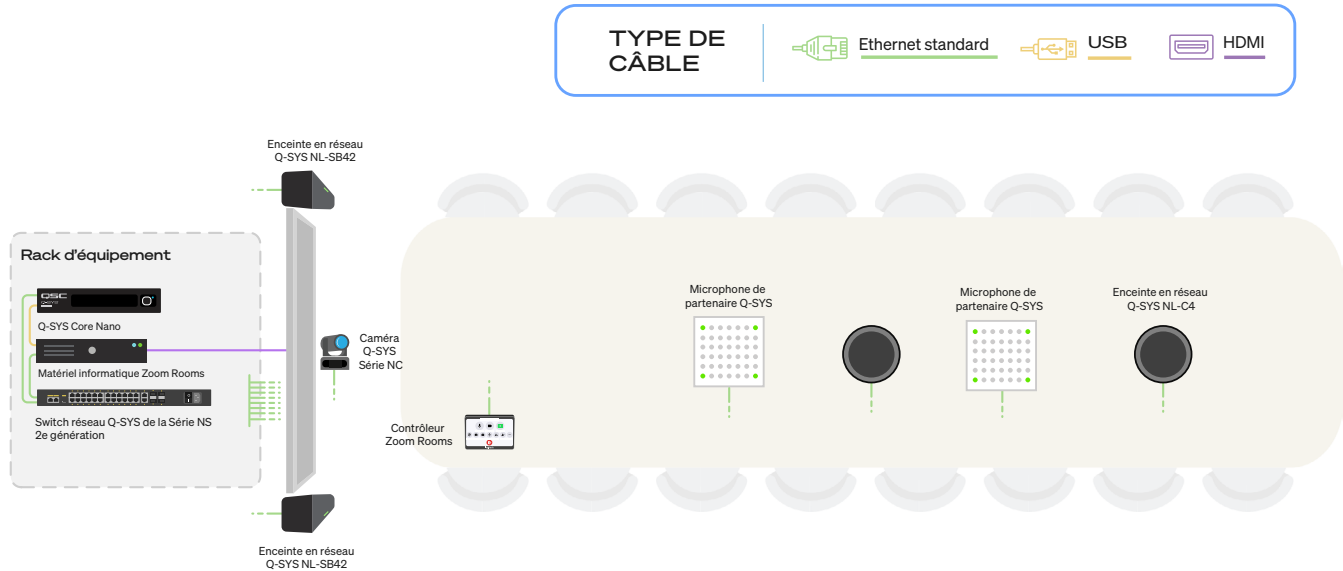 TYPE DE
CÂBLE
Ethernet standard
USB
HDMI
Enceinte en réseau
Q-SYS NL-SB42
Rack d'équipement
QSC
Q-SYS
Q-SYS Core Nano
Matériel informatique Zoom Rooms
Switch réseau Q-SYS de la Série NS
2e génération
Caméra
Q-SYS
Série NC
Contrôleur
Zoom Rooms
Microphone de
partenaire Q-SYS
Microphone de
partenaire Q-SYS
Enceinte en réseau
Q-SYS NL-C4
Enceinte en réseau
Q-SYS NL-SB42